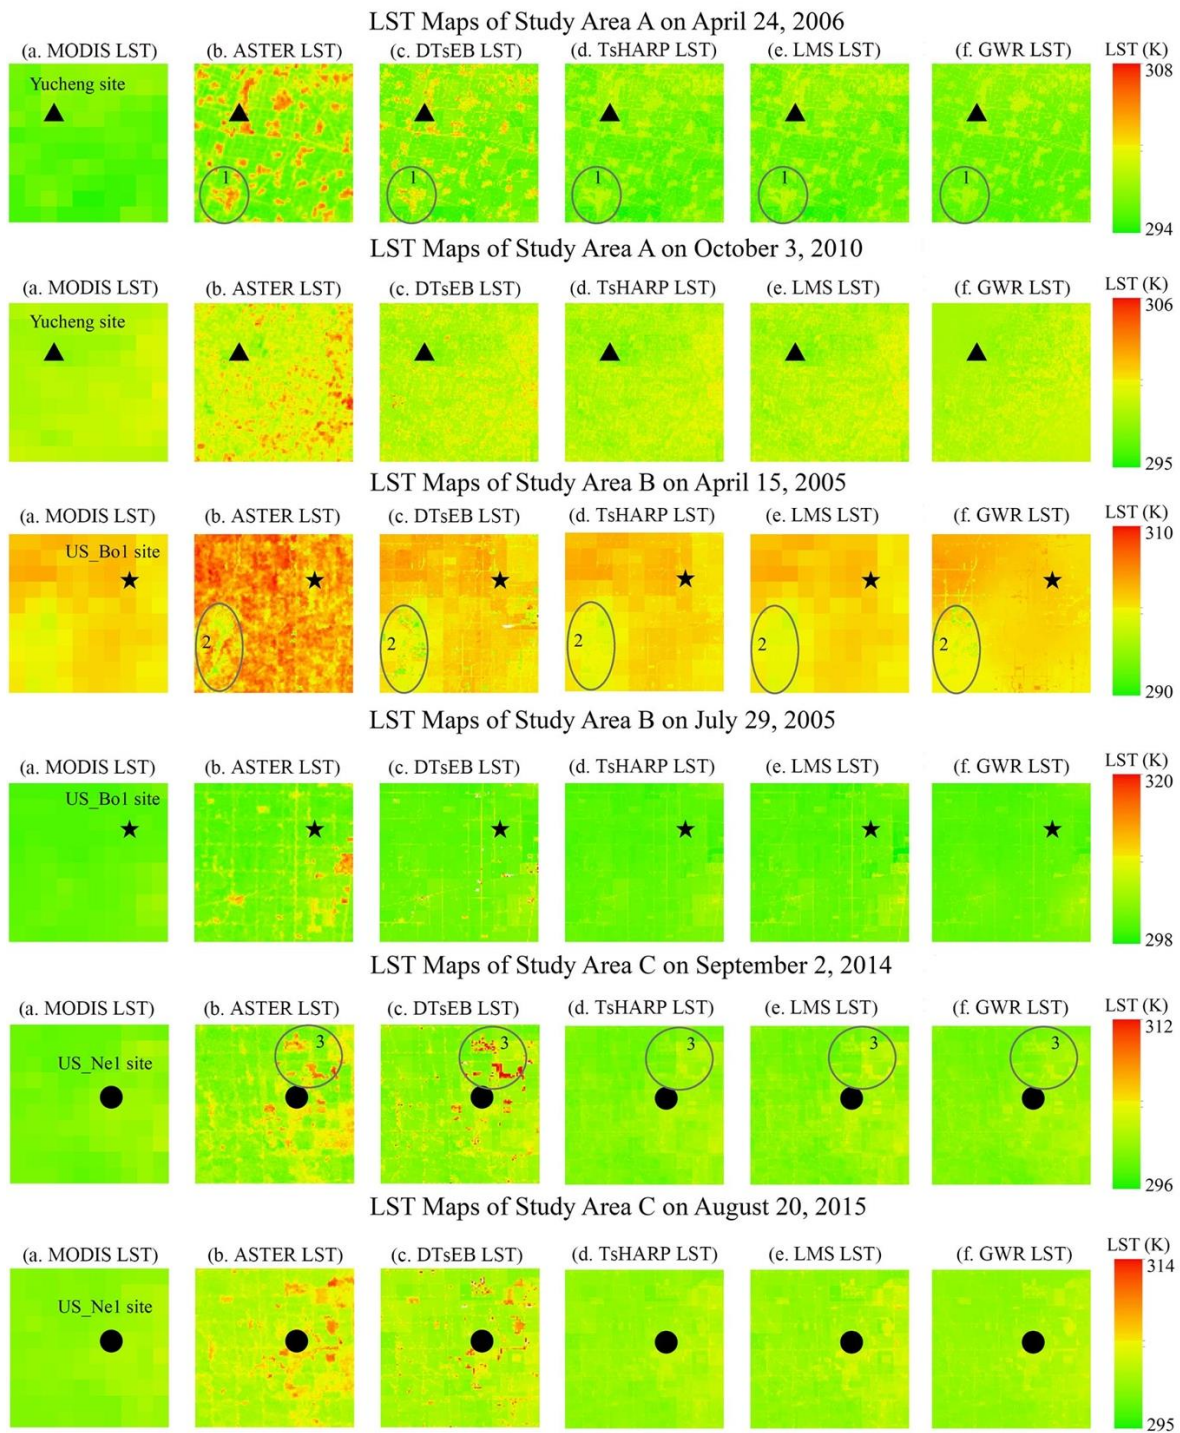 LST Maps of Study Area A on April 24, 2006
(a. MODIS LST) (b. ASTER LST) (c. DTsEB LST) (d. TsHARP LST) (e. LMS LST) (f. GWR LST) LST (K)
308
Yucheng site
1 1 1 1 1
294
LST Maps of Study Area A on October 3, 2010
(a. MODIS LST) (b. ASTER LST) (c. DTsEB LST) (d. TsHARP LST) (e. LMS LST) (f. GWR LST) LST (K)
306
Yucheng site
295
LST Maps of Study Area B on April 15, 2005
(a. MODIS LST) (b. ASTER LST) (c. DTsEB LST) (d. TsHARP LST) (e. LMS LST) (f. GWR LST) LST (K)
310
US_Bo1 site
2 2 2 2 2
290
LST Maps of Study Area B on July 29, 2005
(a. MODIS LST) (b. ASTER LST) (c. DTsEB LST) (d. TsHARP LST) (e. LMS LST) (f. GWR LST) LST (K)
320
US_Bo1 site
298
LST Maps of Study Area C on September 2, 2014
(a. MODIS LST) (b. ASTER LST) (c. DTsEB LST) (d. TsHARP LST) (e. LMS LST) (f. GWR LST) LST (K)
312
3 3 3 3 3
US_Ne1 site
296
LST Maps of Study Area C on August 20, 2015
(a. MODIS LST) (b. ASTER LST) (c. DTsEB LST) (d. TsHARP LST) (e. LMS LST) (f. GWR LST) LST (K)
314
US_Ne1 site
295